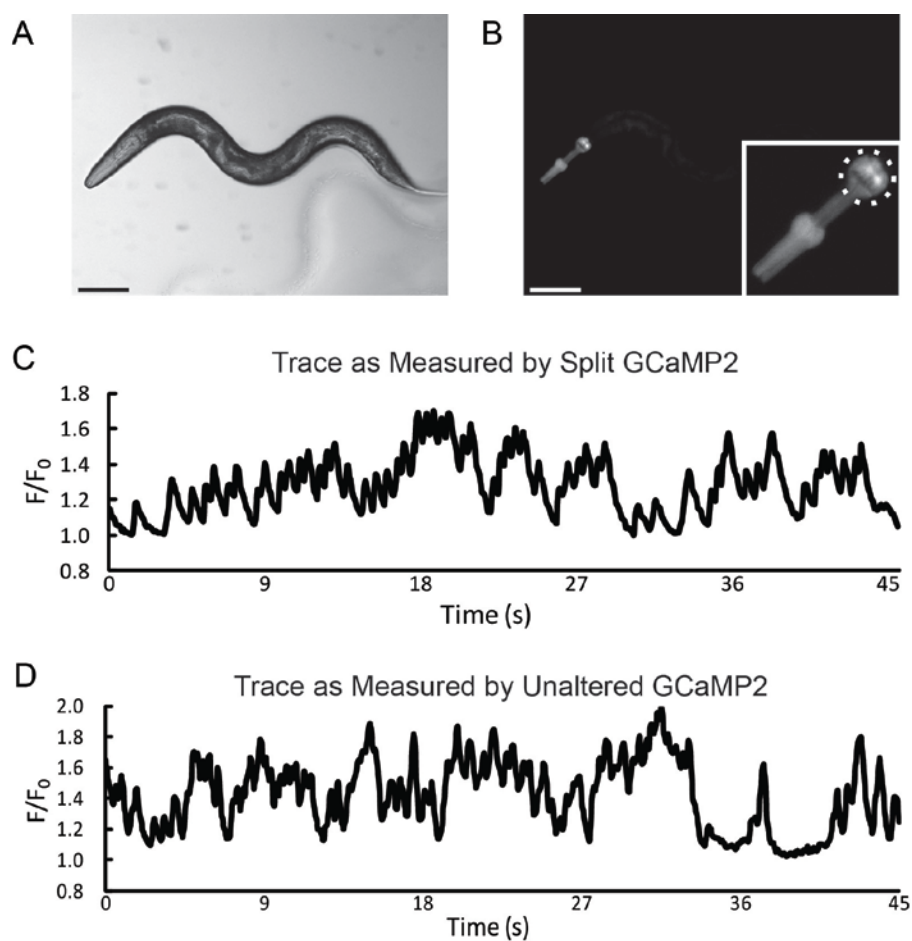 A
B
C
Trace as Measured by Split GCaMP2
1.8
1.6
1.4
1.2
1.0
0.8
F/F0
0 9 18 27 36 45
Time (s)
D
Trace as Measured by Unaltered GCaMP2
2.0
1.8
1.6
1.4
1.2
1.0
0.8
F/F0
0 9 18 27 36 45
Time (s)